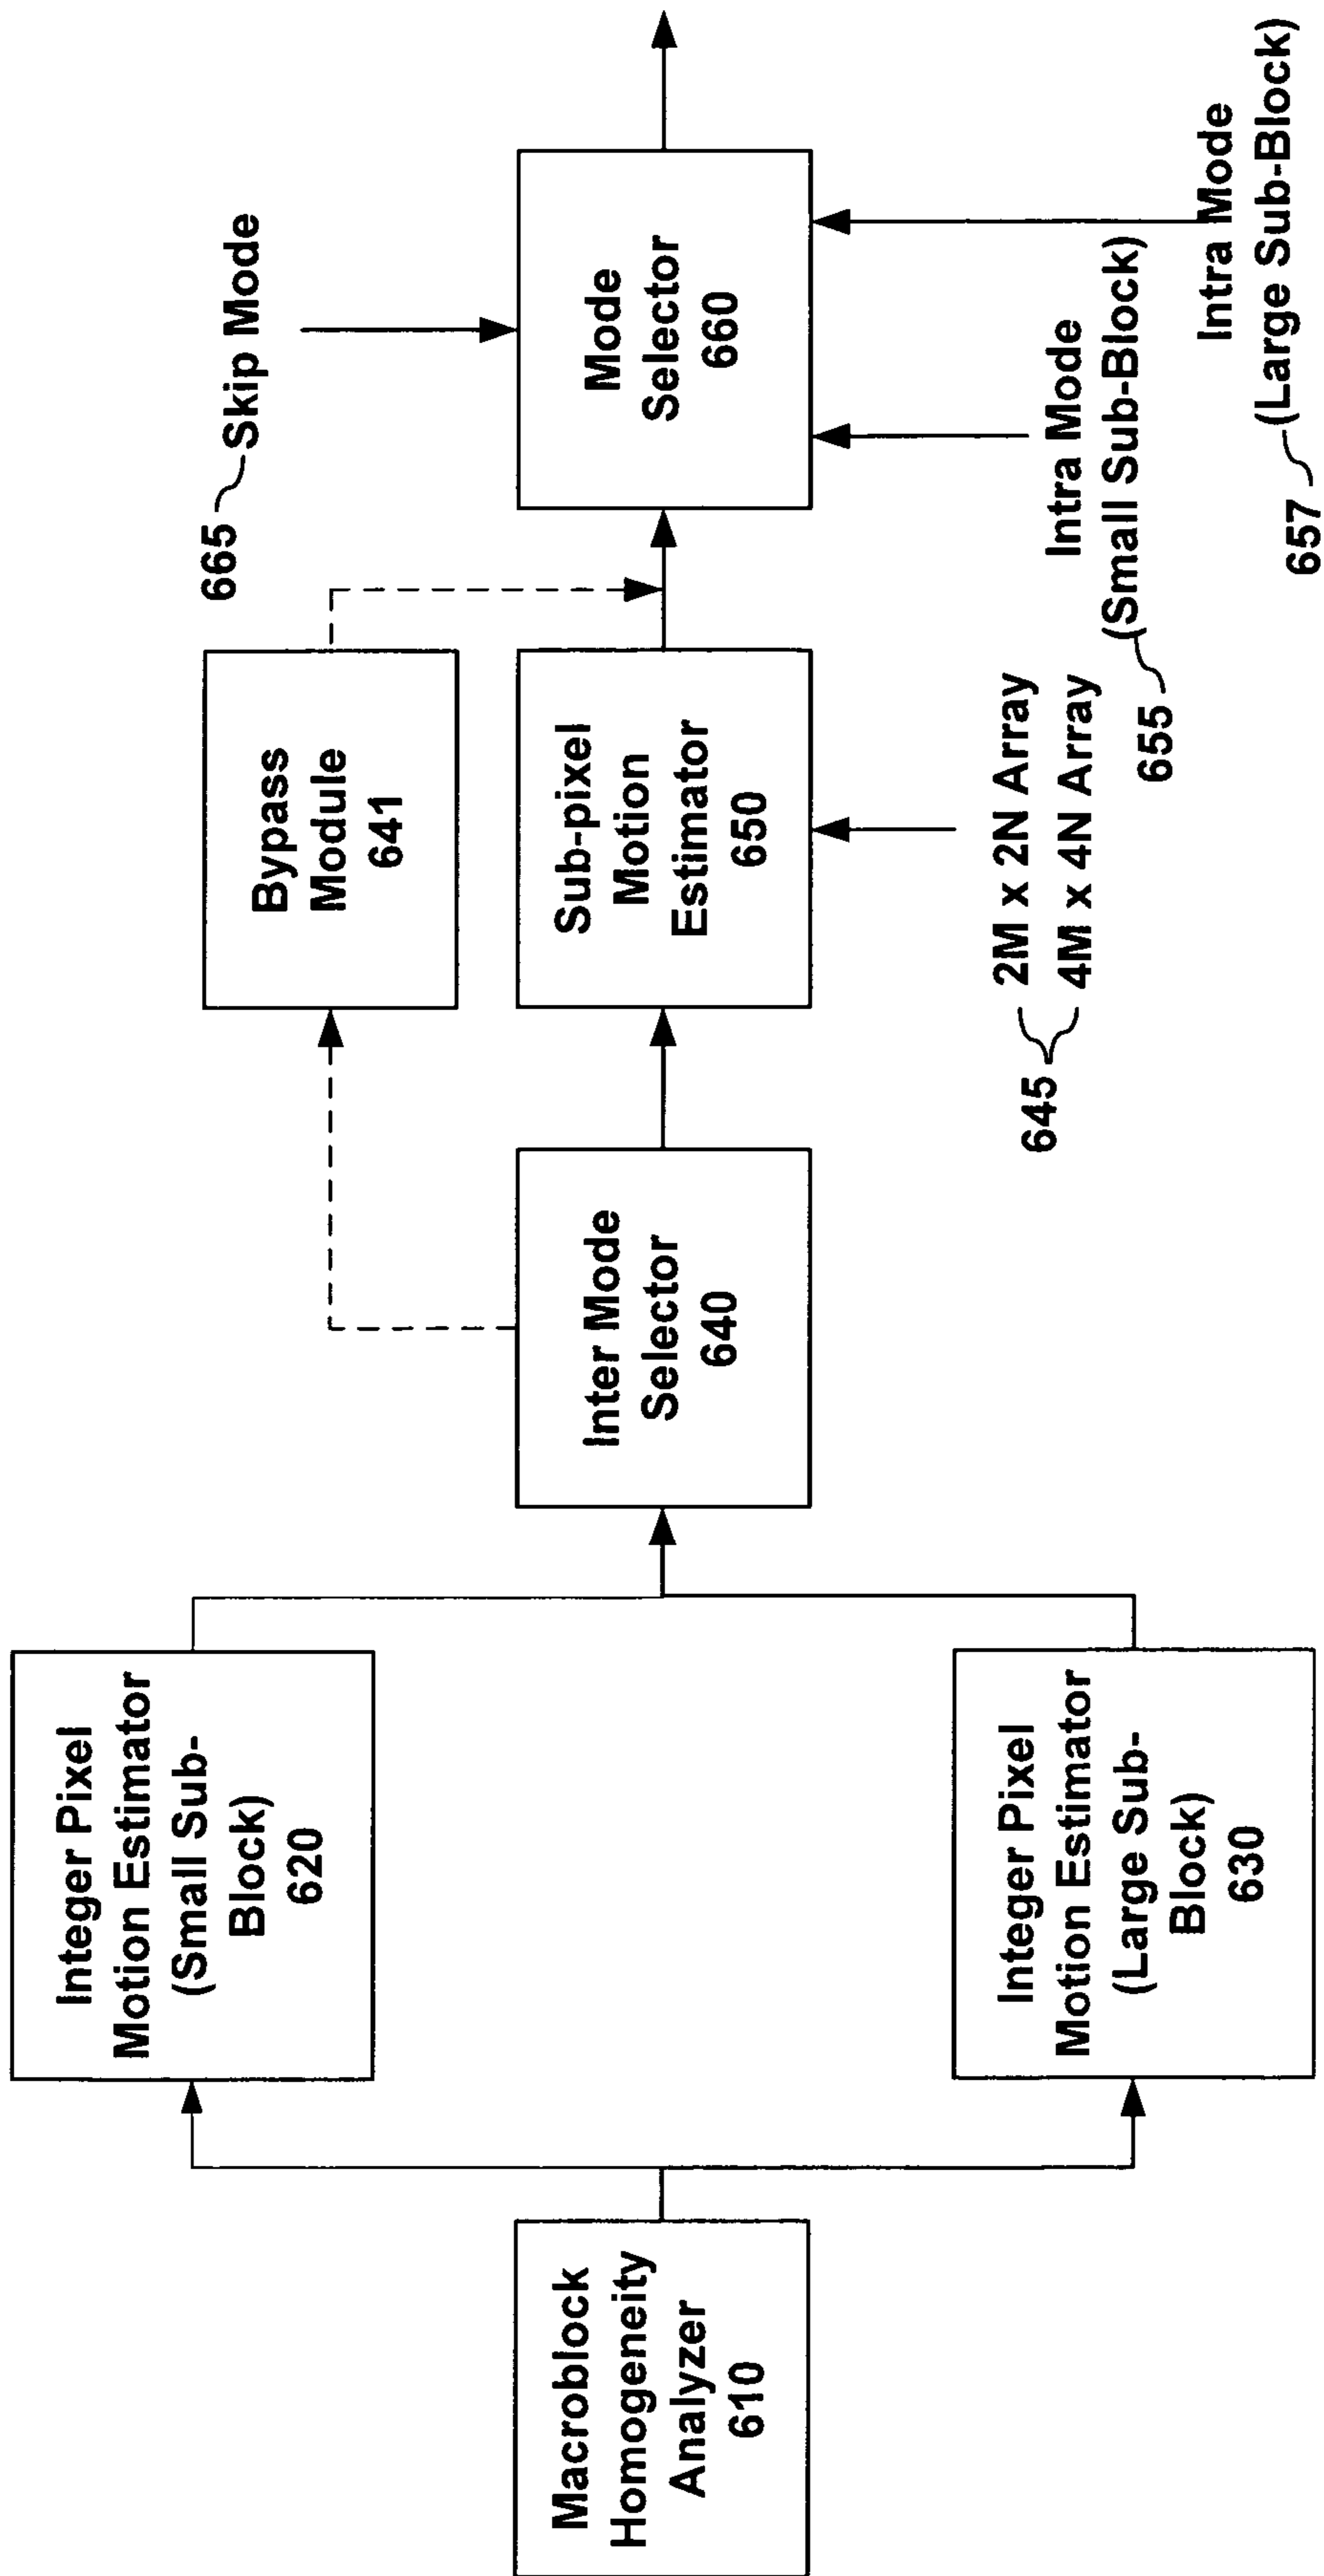 Macroblock
Homogeneity
Analyzer
610
Integer Pixel
Motion Estimator
(Small Sub-
Block)
620
Integer Pixel
Motion Estimator
(Large Sub-
Block)
630
Inter Mode
Selector
640
Bypass
Module
641
Sub-pixel
Motion
Estimator
650
645
2M x 2N Array
4M x 4N Array
665 Skip Mode
Mode
Selector
660
Intra Mode
(Small Sub-Block)
655
Intra Mode
(Large Sub-Block)
657